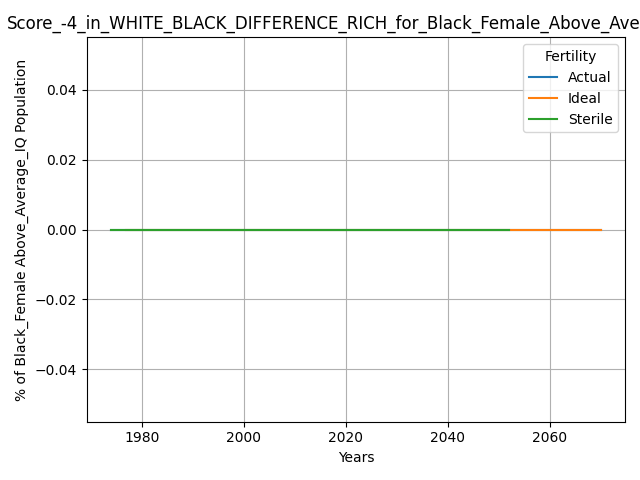 Score_-4_in_WHITE_BLACK_DIFFERENCE_RICH_for_Black_Female_Above_Ave
Fertility
Actual
Ideal
Sterile
% of Black_Female Above_Average_IQ Population
0.04
0.02
0.00
−0.02
−0.04
1980
2000
2020
2040
2060
Years